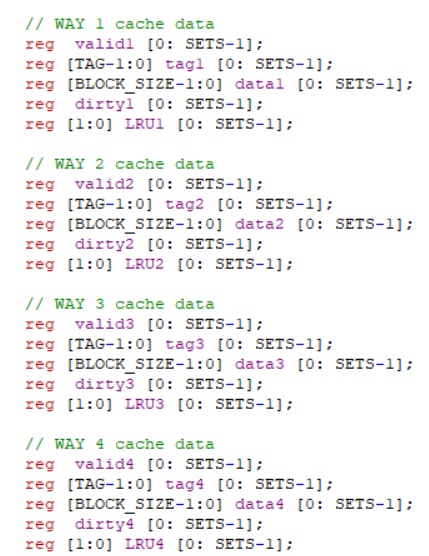 // WAY 1 cache data
reg  valid1 [0: SETS-1];
reg [TAG-1:0] tag1 [0: SETS-1];
reg [BLOCK_SIZE-1:0] data1 [0: SETS-1];
reg  dirty1 [0: SETS-1];
reg [1:0] LRU1 [0: SETS-1];

// WAY 2 cache data
reg  valid2 [0: SETS-1];
reg [TAG-1:0] tag2 [0: SETS-1];
reg [BLOCK_SIZE-1:0] data2 [0: SETS-1];
reg  dirty2 [0: SETS-1];
reg [1:0] LRU2 [0: SETS-1];

// WAY 3 cache data
reg  valid3 [0: SETS-1];
reg [TAG-1:0] tag3 [0: SETS-1];
reg [BLOCK_SIZE-1:0] data3 [0: SETS-1];
reg  dirty3 [0: SETS-1];
reg [1:0] LRU3 [0: SETS-1];

// WAY 4 cache data
reg  valid4 [0: SETS-1];
reg [TAG-1:0] tag4 [0: SETS-1];
reg [BLOCK_SIZE-1:0] data4 [0: SETS-1];
reg  dirty4 [0: SETS-1];
reg [1:0] LRU4 [0: SETS-1];